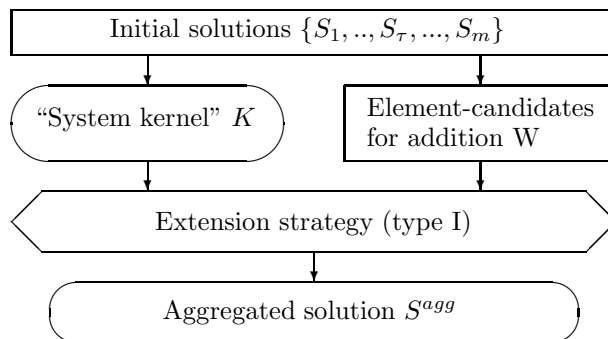 Initial solutions {S_1, .., S_τ, ..., S_m}
“System kernel” K
Element-candidates
for addition W
Extension strategy (type I)
Aggregated solution S^{agg}